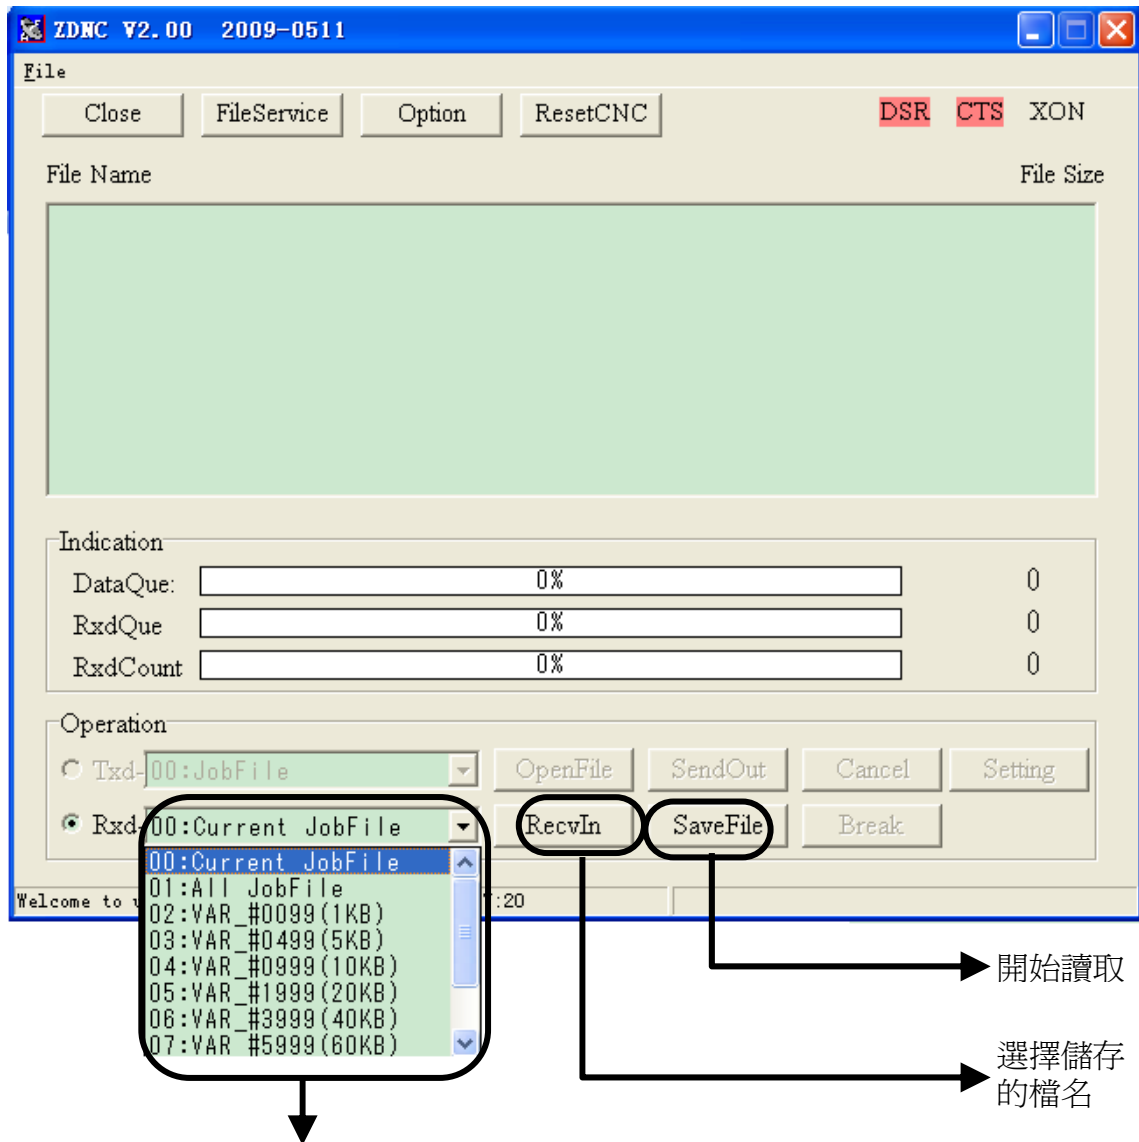 ZDNC V2.00 2009-0511
File
Close FileService Option ResetCNC DSR CTS XON
File Name File Size
Indication
DataQue: 0% 0
RxdQue 0% 0
RxdCount 0% 0
Operation
Txd- 00:JobFile OpenFile SendOut Cancel Setting
Rxd- 00:Current JobFile RecvIn SaveFile Break
00:Current JobFile
01:All JobFile
Welcome to :20
02:VAR_#0099(1KB)
03:VAR_#0499(5KB)
04:VAR_#0999(10KB)
05:VAR_#1999(20KB)
06:VAR_#3999(40KB)
07:VAR_#5999(60KB)
開始讀取
選擇儲存
的檔名